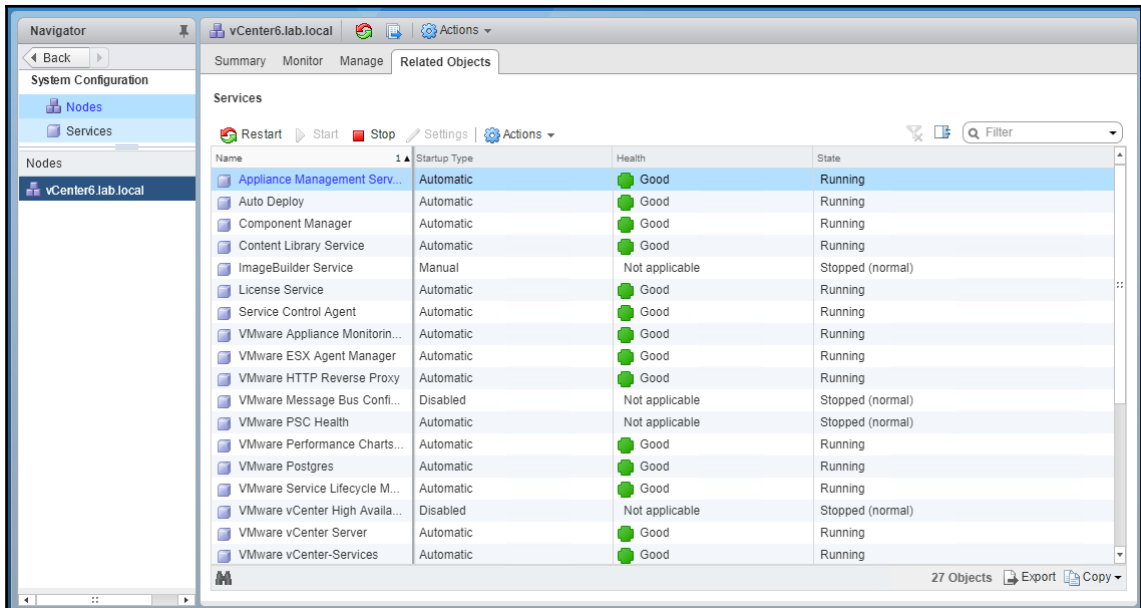 Navigator
vCenter6.lab.local Actions
Back
Summary Monitor Manage Related Objects
System Configuration
Nodes
Services
Nodes
vCenter6.lab.local
Services
Restart Start Stop Settings Actions Filter
Name 1 Startup Type Health State
Appliance Management Serv... Automatic Good Running
Auto Deploy Automatic Good Running
Component Manager Automatic Good Running
Content Library Service Automatic Good Running
ImageBuilder Service Manual Not applicable Stopped (normal)
License Service Automatic Good Running
Service Control Agent Automatic Good Running
VMware Appliance Monitorin... Automatic Good Running
VMware ESX Agent Manager Automatic Good Running
VMware HTTP Reverse Proxy Automatic Good Running
VMware Message Bus Confi... Disabled Not applicable Stopped (normal)
VMware PSC Health Automatic Not applicable Stopped (normal)
VMware Performance Charts... Automatic Good Running
VMware Postgres Automatic Good Running
VMware Service Lifecycle M... Automatic Good Running
VMware vCenter High Availa... Disabled Not applicable Stopped (normal)
VMware vCenter Server Automatic Good Running
VMware vCenter-Services Automatic Good Running
27 Objects Export Copy